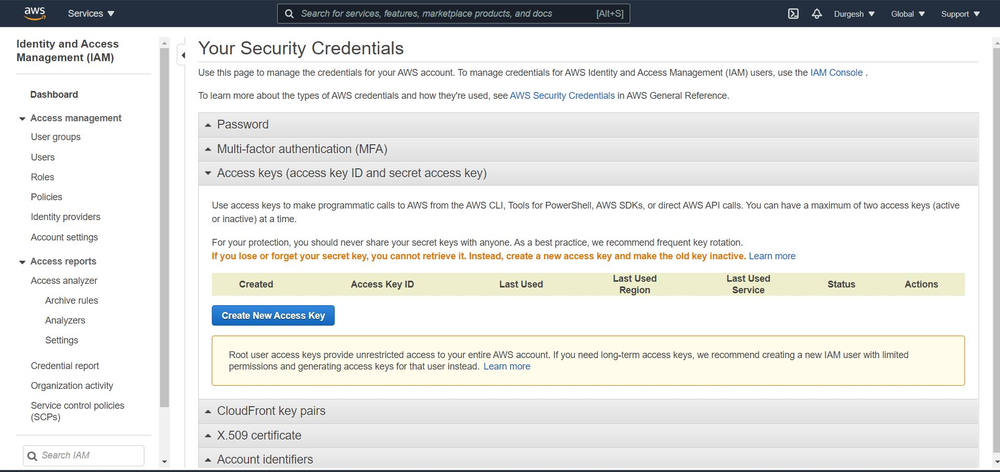 aws
Services
Search for services, features, marketplace products, and docs
[Alt+S]
Durgesh
Global
Support
Identity and Access
Management (IAM)
Dashboard
Access management
User groups
Users
Roles
Policies
Identity providers
Account settings
Access reports
Access analyzer
Archive rules
Analyzers
Settings
Credential report
Organization activity
Service control policies
(SCPs)
Search IAM
Your Security Credentials
Use this page to manage the credentials for your AWS account. To manage credentials for AWS Identity and Access Management (IAM) users, use the IAM Console .
To learn more about the types of AWS credentials and how they're used, see AWS Security Credentials in AWS General Reference.
Password
Multi-factor authentication (MFA)
Access keys (access key ID and secret access key)
Use access keys to make programmatic calls to AWS from the AWS CLI, Tools for PowerShell, AWS SDKs, or direct AWS API calls. You can have a maximum of two access keys (active
or inactive) at a time.
For your protection, you should never share your secret keys with anyone. As a best practice, we recommend frequent key rotation.
If you lose or forget your secret key, you cannot retrieve it. Instead, create a new access key and make the old key inactive. Learn more
Created
Access Key ID
Last Used
Last Used
Region
Last Used
Service
Status
Actions
Create New Access Key
Root user access keys provide unrestricted access to your entire AWS account. If you need long-term access keys, we recommend creating a new IAM user with limited
permissions and generating access keys for that user instead. Learn more
CloudFront key pairs
X.509 certificate
Account identifiers